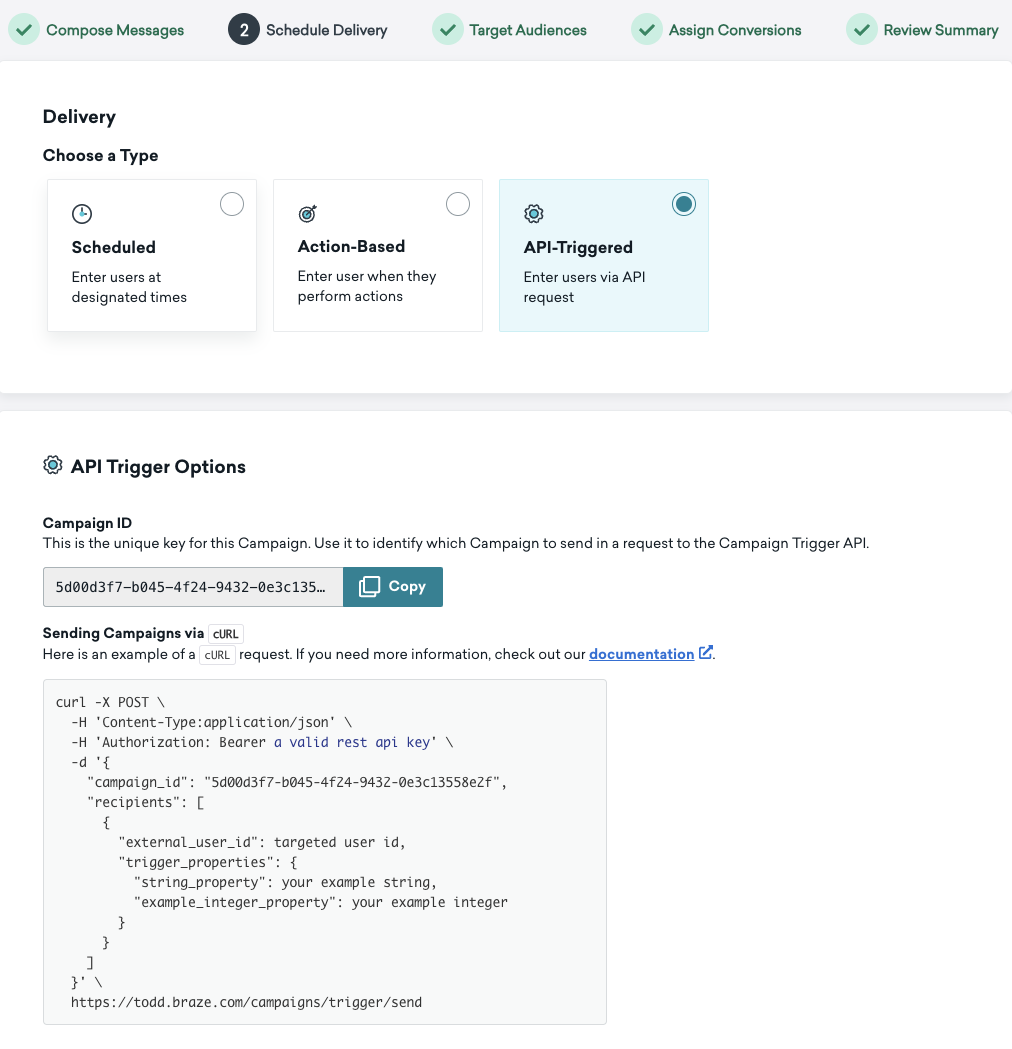 Compose Messages
2 Schedule Delivery
Target Audiences
Assign Conversions
Review Summary
Delivery
Choose a Type
Scheduled
Enter users at
designated times
Action-Based
Enter user when they
perform actions
API-Triggered
Enter users via API
request
API Trigger Options
Campaign ID
This is the unique key for this Campaign. Use it to identify which Campaign to send in a request to the Campaign Trigger API.
5d00d3f7-b045-4f24-9432-0e3c135...
Copy
Sending Campaigns via cURL
Here is an example of a cURL request. If you need more information, check out our documentation.
curl -X POST \
  -H 'Content-Type:application/json' \
  -H 'Authorization: Bearer a valid rest api key' \
  -d '{
    "campaign_id": "5d00d3f7-b045-4f24-9432-0e3c13558e2f",
    "recipients": [
      {
        "external_user_id": targeted user id,
        "trigger_properties": {
          "string_property": your example string,
          "example_integer_property": your example integer
        }
      }
    ]
  }' \
  https://todd.braze.com/campaigns/trigger/send